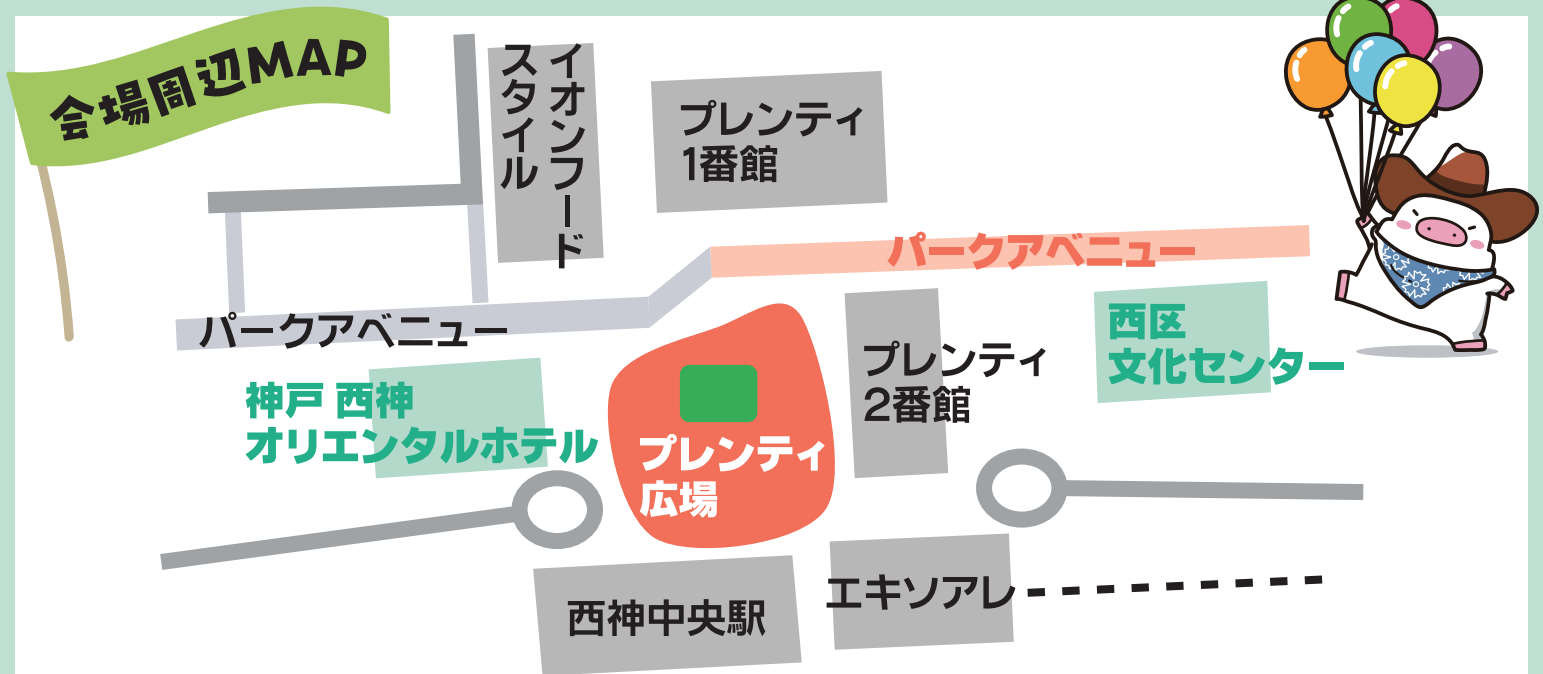 会場周辺MAP
イオンフード
スタイル
プレンティ
1番館
パークアベニュー
パークアベニュー
西区
文化センター
プレンティ
2番館
神戸 西神
オリエンタルホテル
プレンティ
広場
西神中央駅
エキソアレ